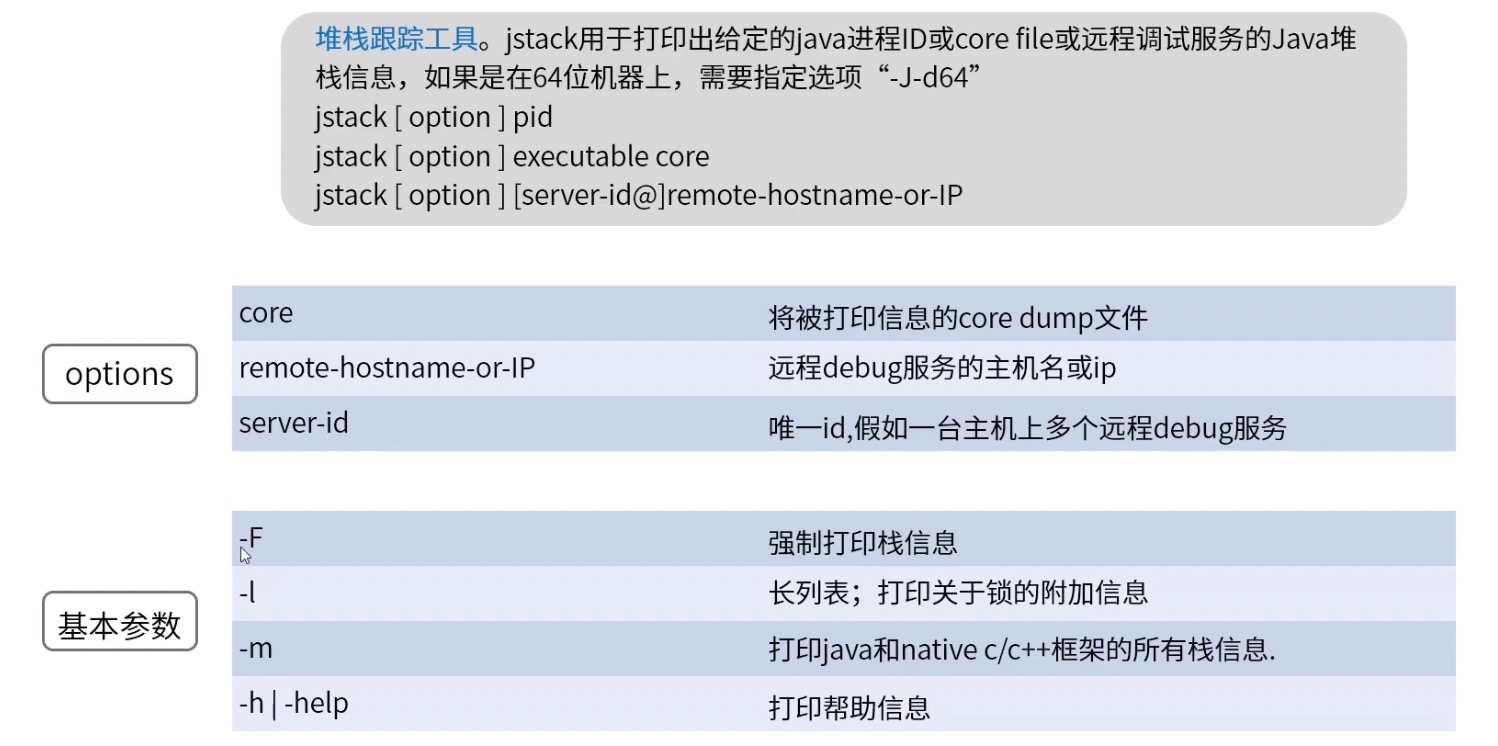 堆栈跟踪工具。jstack用于打印出给定的java进程ID或core file或远程调试服务的Java堆
栈信息，如果是在64位机器上，需要指定选项“-J-d64”
jstack [ option ] pid
jstack [ option ] executable core
jstack [ option ] [server-id@]remote-hostname-or-IP
options
core 将被打印信息的core dump文件
remote-hostname-or-IP 远程debug服务的主机名或ip
server-id 唯一id,假如一台主机上多个远程debug服务
基本参数
-F 强制打印栈信息
-l 长列表；打印关于锁的附加信息
-m 打印java和native c/c++框架的所有栈信息.
-h | -help 打印帮助信息